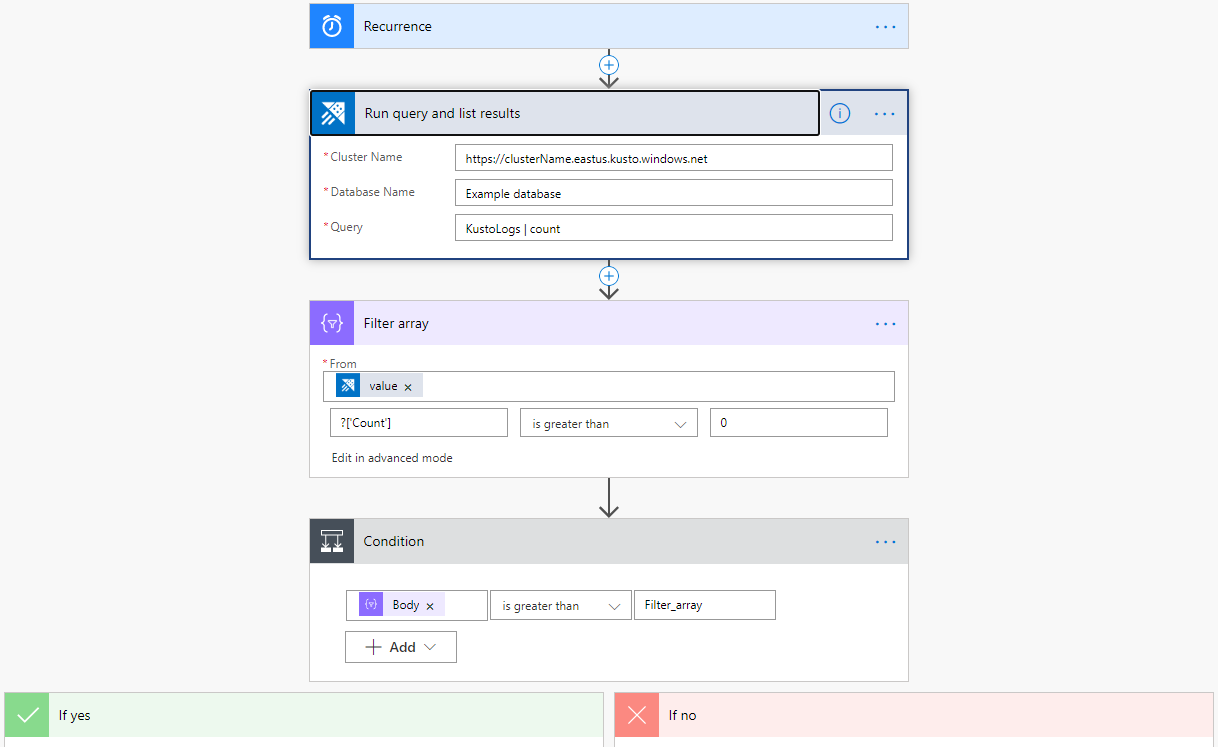 Recurrence
Run query and list results
* Cluster Name
https://clusterName.eastus.kusto.windows.net
* Database Name
Example database
* Query
KustoLogs | count
Filter array
* From
value
?['Count']
is greater than
0
Edit in advanced mode
Condition
Body
is greater than
Filter_array
Add
If yes
If no